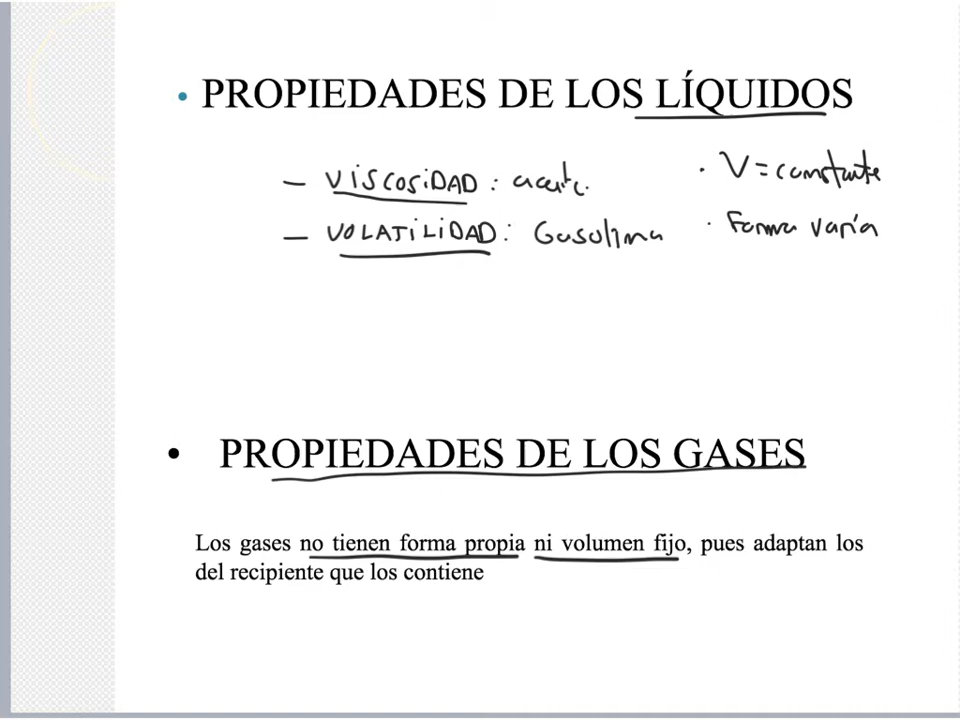 • PROPIEDADES DE LOS LÍQUIDOS
– VISCOSIDAD : aceite.
· V = constante
– VOLATILIDAD : Gasolina
· Forma varía
• PROPIEDADES DE LOS GASES
Los gases no tienen forma propia ni volumen fijo, pues adaptan los
del recipiente que los contiene